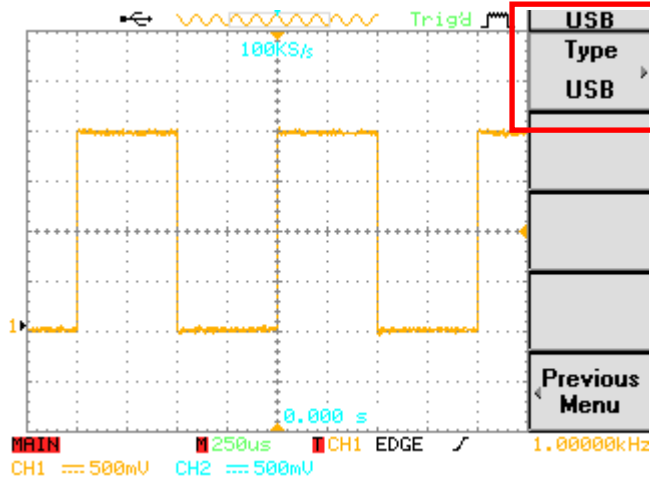 Trig'd
USB
100KS/s
Type
USB
1
0.000 s
Previous
Menu
MAIN M 250us T CH1 EDGE 1.00000kHz
CH1 500mV CH2 500mV